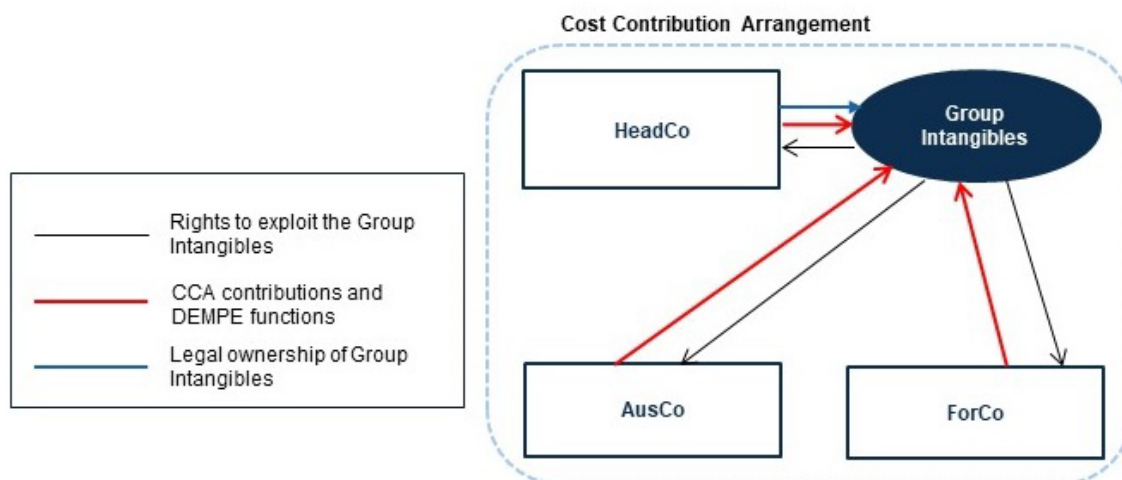 Cost Contribution Arrangement
HeadCo
Group
Intangibles
Rights to exploit the Group
Intangibles
CCA contributions and
DEMPE functions
Legal ownership of Group
Intangibles
AusCo
ForCo